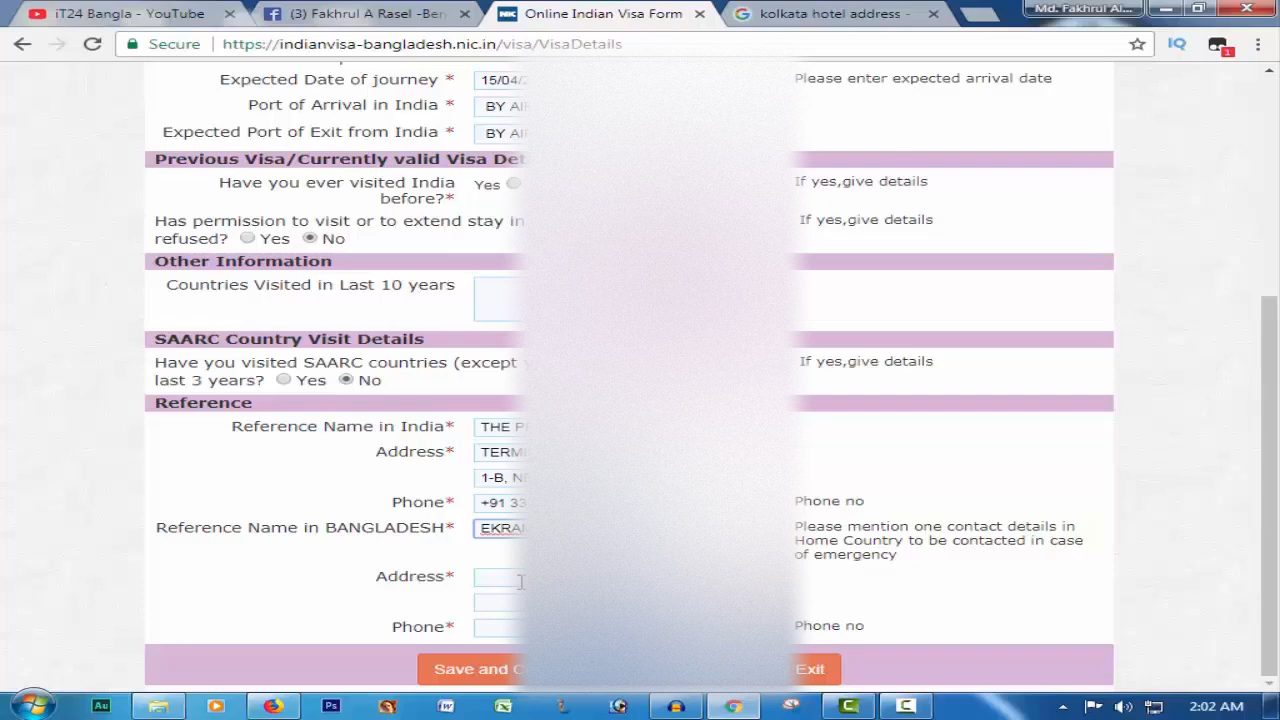 iT24 Bangla - YouTube
(3) Fakhrul A Rasel -Ben
Online Indian Visa Form
kolkata hotel address -
Md. Fakhrul Al...
Secure
https://indianvisa-bangladesh.nic.in/visa/VisaDetails
1
Expected Date of journey * 15/04/ Please enter expected arrival date
Port of Arrival in India * BY AI
Expected Port of Exit from India * BY AI
Previous Visa/Currently valid Visa Det
Have you ever visited India before?* Yes If yes,give details
Has permission to visit or to extend stay in If yes,give details
refused? Yes No
Other Information
Countries Visited in Last 10 years
SAARC Country Visit Details
Have you visited SAARC countries (except If yes,give details
last 3 years? Yes No
Reference
Reference Name in India* THE P
Address* TERM
1-B, N
Phone* +91 33 Phone no
Reference Name in BANGLADESH* EKRA Please mention one contact details in
Home Country to be contacted in case
of emergency
Address*
Phone* Phone no
Save and C Exit
Au
Ps
2:02 AM